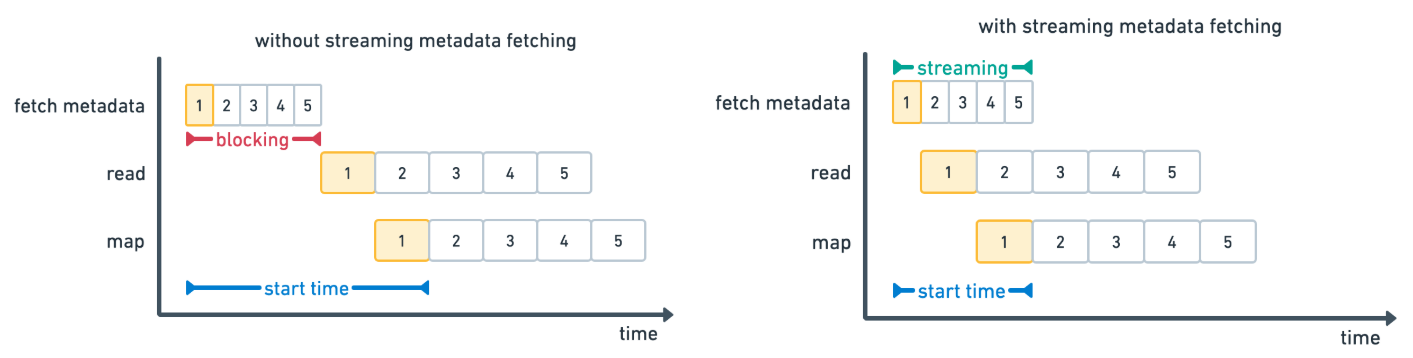 without streaming metadata fetching
fetch metadata
1 2 3 4 5
blocking
read
1 2 3 4 5
map
1 2 3 4 5
start time
time
with streaming metadata fetching
streaming
fetch metadata
1 2 3 4 5
read
1 2 3 4 5
map
1 2 3 4 5
start time
time